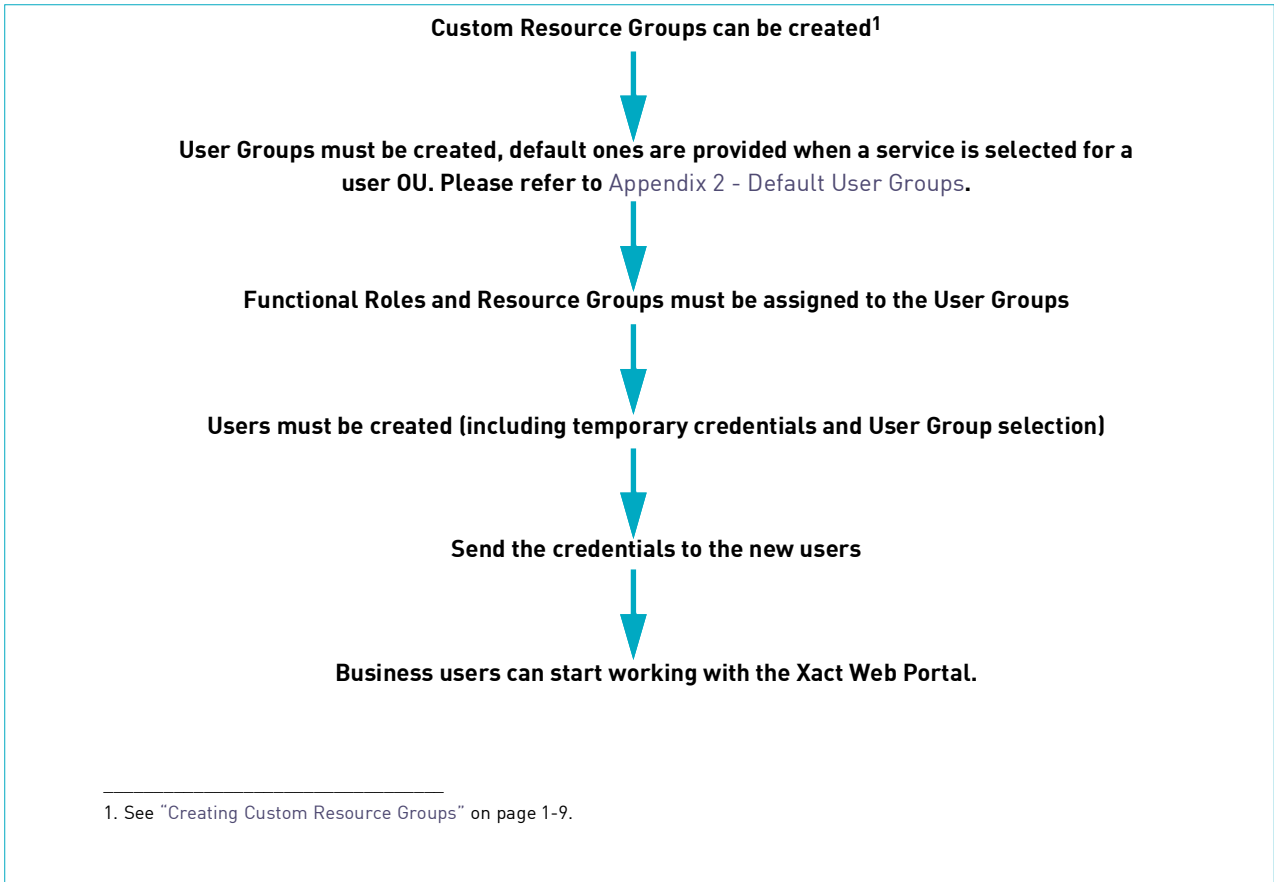 Custom Resource Groups can be created1
User Groups must be created, default ones are provided when a service is selected for a
user OU. Please refer to Appendix 2 - Default User Groups.
Functional Roles and Resource Groups must be assigned to the User Groups
Users must be created (including temporary credentials and User Group selection)
Send the credentials to the new users
Business users can start working with the Xact Web Portal.
1. See “Creating Custom Resource Groups” on page 1-9.